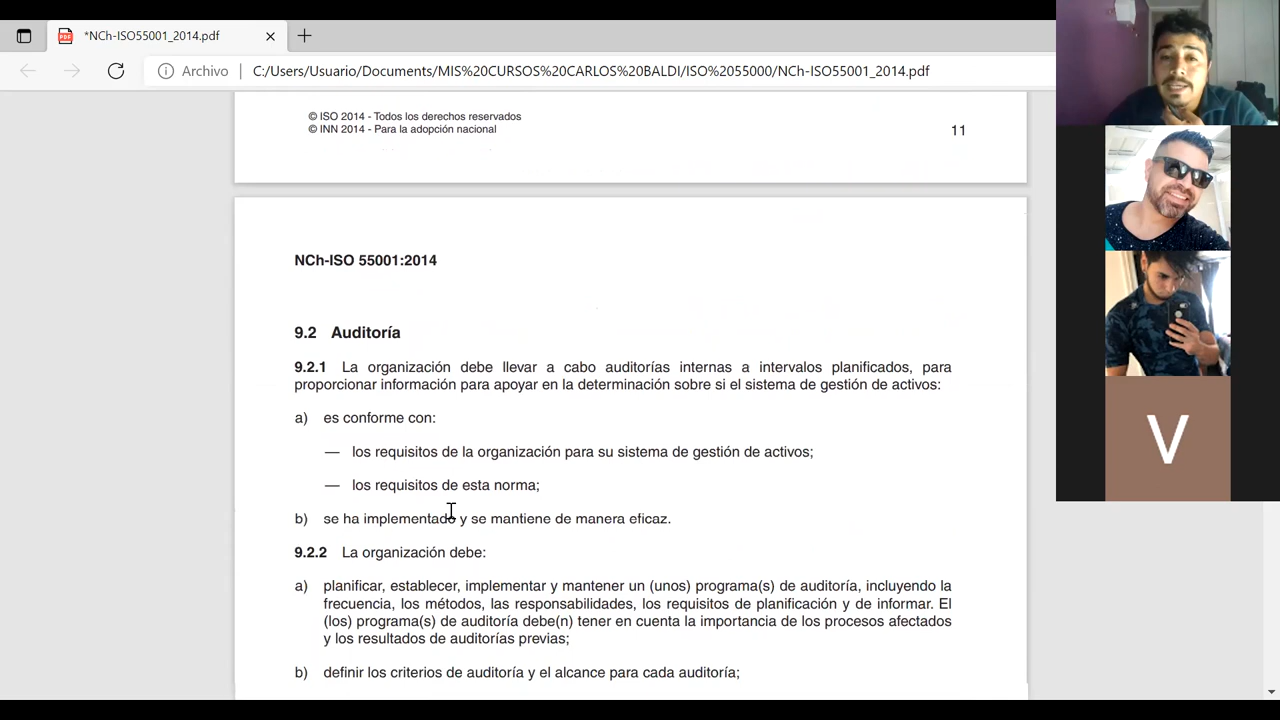 *NCh-ISO55001_2014.pdf
Archivo
C:/Users/Usuario/Documents/MIS%20CURSOS%20CARLOS%20BALDI/ISO%2055000/NCh-ISO55001_2014.pdf
© ISO 2014 - Todos los derechos reservados
© INN 2014 - Para la adopción nacional
11
NCh-ISO 55001:2014
9.2 Auditoría
9.2.1 La organización debe llevar a cabo auditorías internas a intervalos planificados, para
proporcionar información para apoyar en la determinación sobre si el sistema de gestión de activos:
a) es conforme con:
— los requisitos de la organización para su sistema de gestión de activos;
— los requisitos de esta norma;
b) se ha implementado y se mantiene de manera eficaz.
9.2.2 La organización debe:
a) planificar, establecer, implementar y mantener un (unos) programa(s) de auditoría, incluyendo la
frecuencia, los métodos, las responsabilidades, los requisitos de planificación y de informar. El
(los) programa(s) de auditoría debe(n) tener en cuenta la importancia de los procesos afectados
y los resultados de auditorías previas;
b) definir los criterios de auditoría y el alcance para cada auditoría;
V